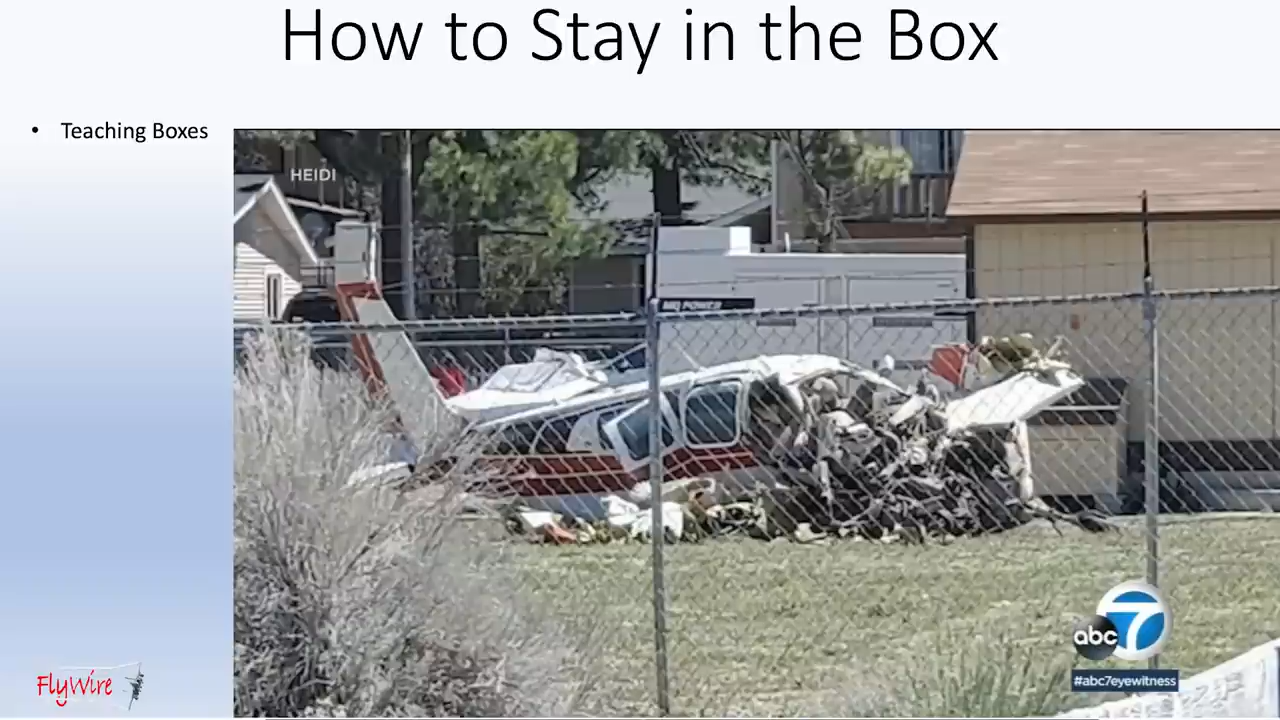 How to Stay in the Box
• Teaching Boxes
HEIDI
MQ POWER
abc 7
#abc7eyewitness
FlyWire